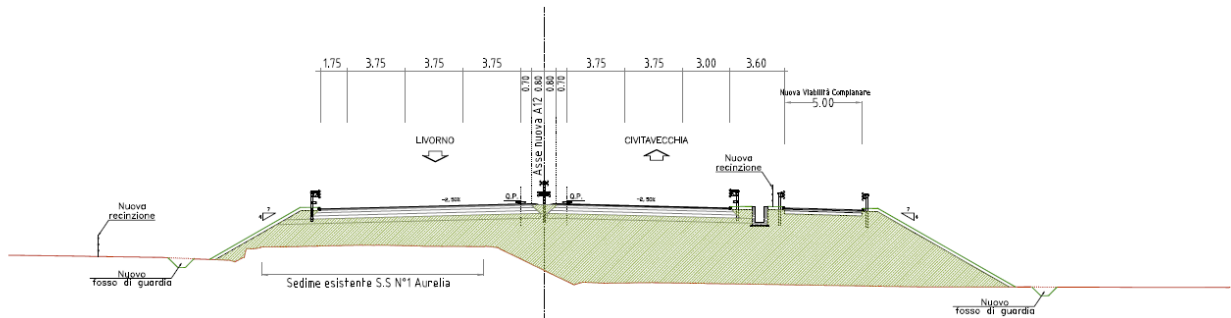 1.75 3.75 3.75 3.75 0.70 0.80 0.80 0.70 3.75 3.75 3.00 3.60
Nuova Viabilità Complanare
5.00
Asse nuova A12
LIVORNO
CIVITAVECCHIA
Nuova
recinzione
Q.P.
Q.P.
Nuova
recinzione
Nuovo
fosso di guardia
Sedime esistente S.S N°1 Aurelia
Nuovo
fosso di guardia